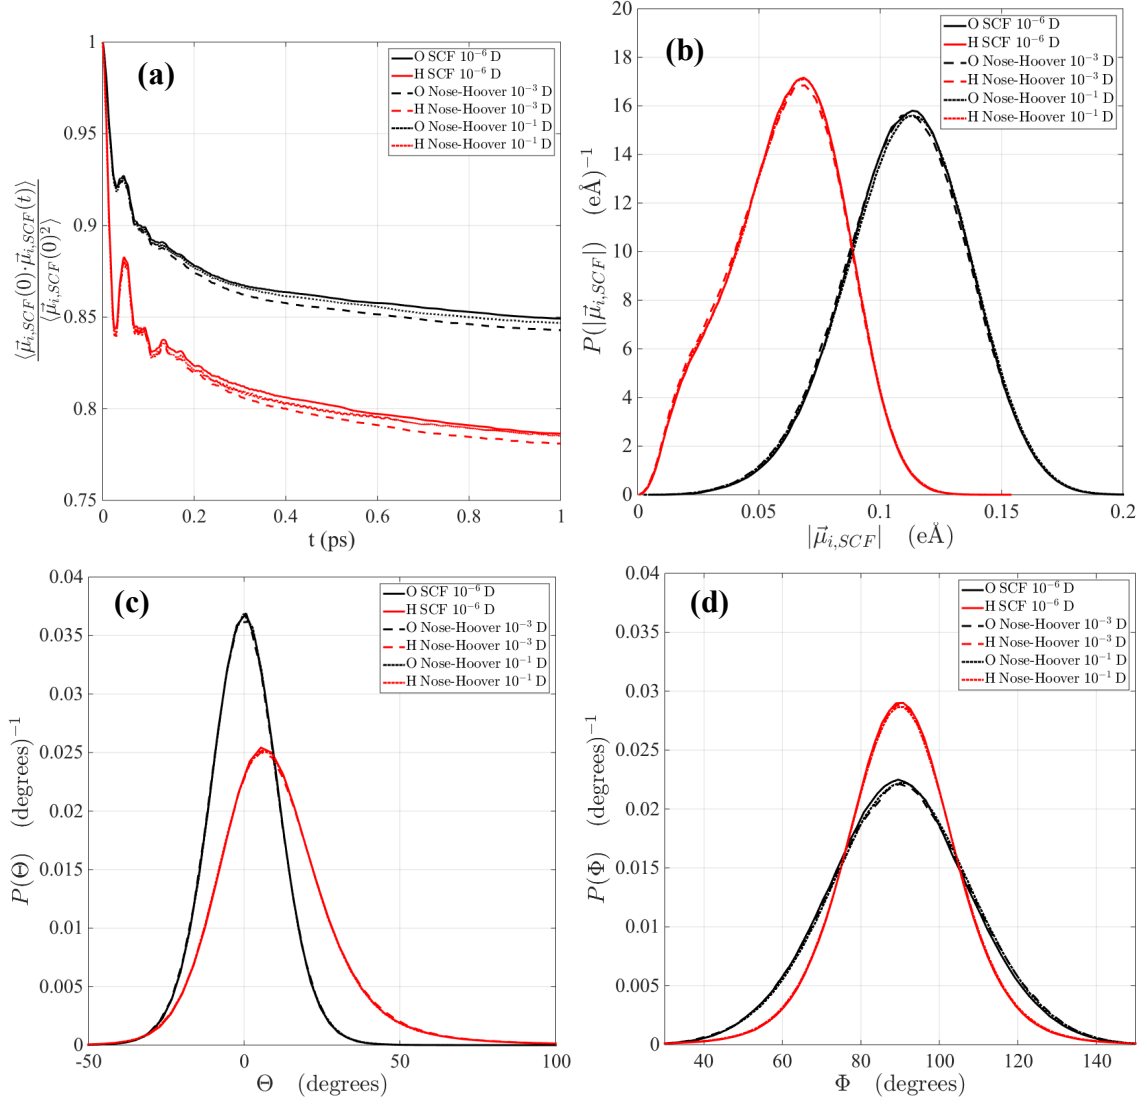 (a)
O SCF 10⁻⁶ D
H SCF 10⁻⁶ D
O Nose-Hoover 10⁻³ D
H Nose-Hoover 10⁻³ D
O Nose-Hoover 10⁻¹ D
H Nose-Hoover 10⁻¹ D
1
0.95
0.9
0.85
0.8
0.75
⟨μ⃗i,SCF(0)·μ⃗i,SCF(t)⟩
⟨μ⃗i,SCF(0)²⟩
0 0.2 0.4 0.6 0.8 1
t (ps)
(b)
O SCF 10⁻⁶ D
H SCF 10⁻⁶ D
O Nose-Hoover 10⁻³ D
H Nose-Hoover 10⁻³ D
O Nose-Hoover 10⁻¹ D
H Nose-Hoover 10⁻¹ D
20
18
16
14
12
10
8
6
4
2
0
P(|μ⃗i,SCF|) (eÅ)⁻¹
0 0.05 0.1 0.15 0.2
|μ⃗i,SCF| (eÅ)
(c)
O SCF 10⁻⁶ D
H SCF 10⁻⁶ D
O Nose-Hoover 10⁻³ D
H Nose-Hoover 10⁻³ D
O Nose-Hoover 10⁻¹ D
H Nose-Hoover 10⁻¹ D
0.04
0.035
0.03
0.025
0.02
0.015
0.01
0.005
0
P(Θ) (degrees)⁻¹
-50 0 50 100
Θ (degrees)
(d)
O SCF 10⁻⁶ D
H SCF 10⁻⁶ D
O Nose-Hoover 10⁻³ D
H Nose-Hoover 10⁻³ D
O Nose-Hoover 10⁻¹ D
H Nose-Hoover 10⁻¹ D
0.04
0.035
0.03
0.025
0.02
0.015
0.01
0.005
0
P(Φ) (degrees)⁻¹
40 60 80 100 120 140
Φ (degrees)